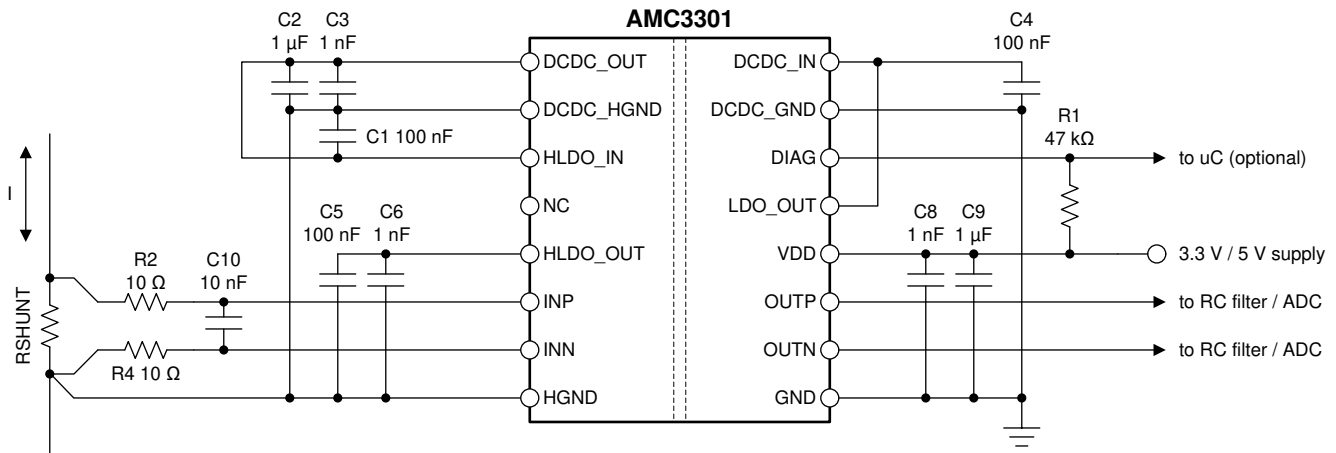 AMC3301
C2
1 µF
C3
1 nF
C4
100 nF
DCDC_OUT
DCDC_IN
DCDC_HGND
DCDC_GND
R1
47 kΩ
C1 100 nF
HLDO_IN
DIAG
to uC (optional)
I
NC
LDO_OUT
C5
100 nF
C6
1 nF
C8
1 nF
C9
1 µF
HLDO_OUT
VDD
3.3 V / 5 V supply
R2
10 Ω
C10
10 nF
INP
OUTP
to RC filter / ADC
RSHUNT
INN
OUTN
to RC filter / ADC
R4 10 Ω
HGND
GND